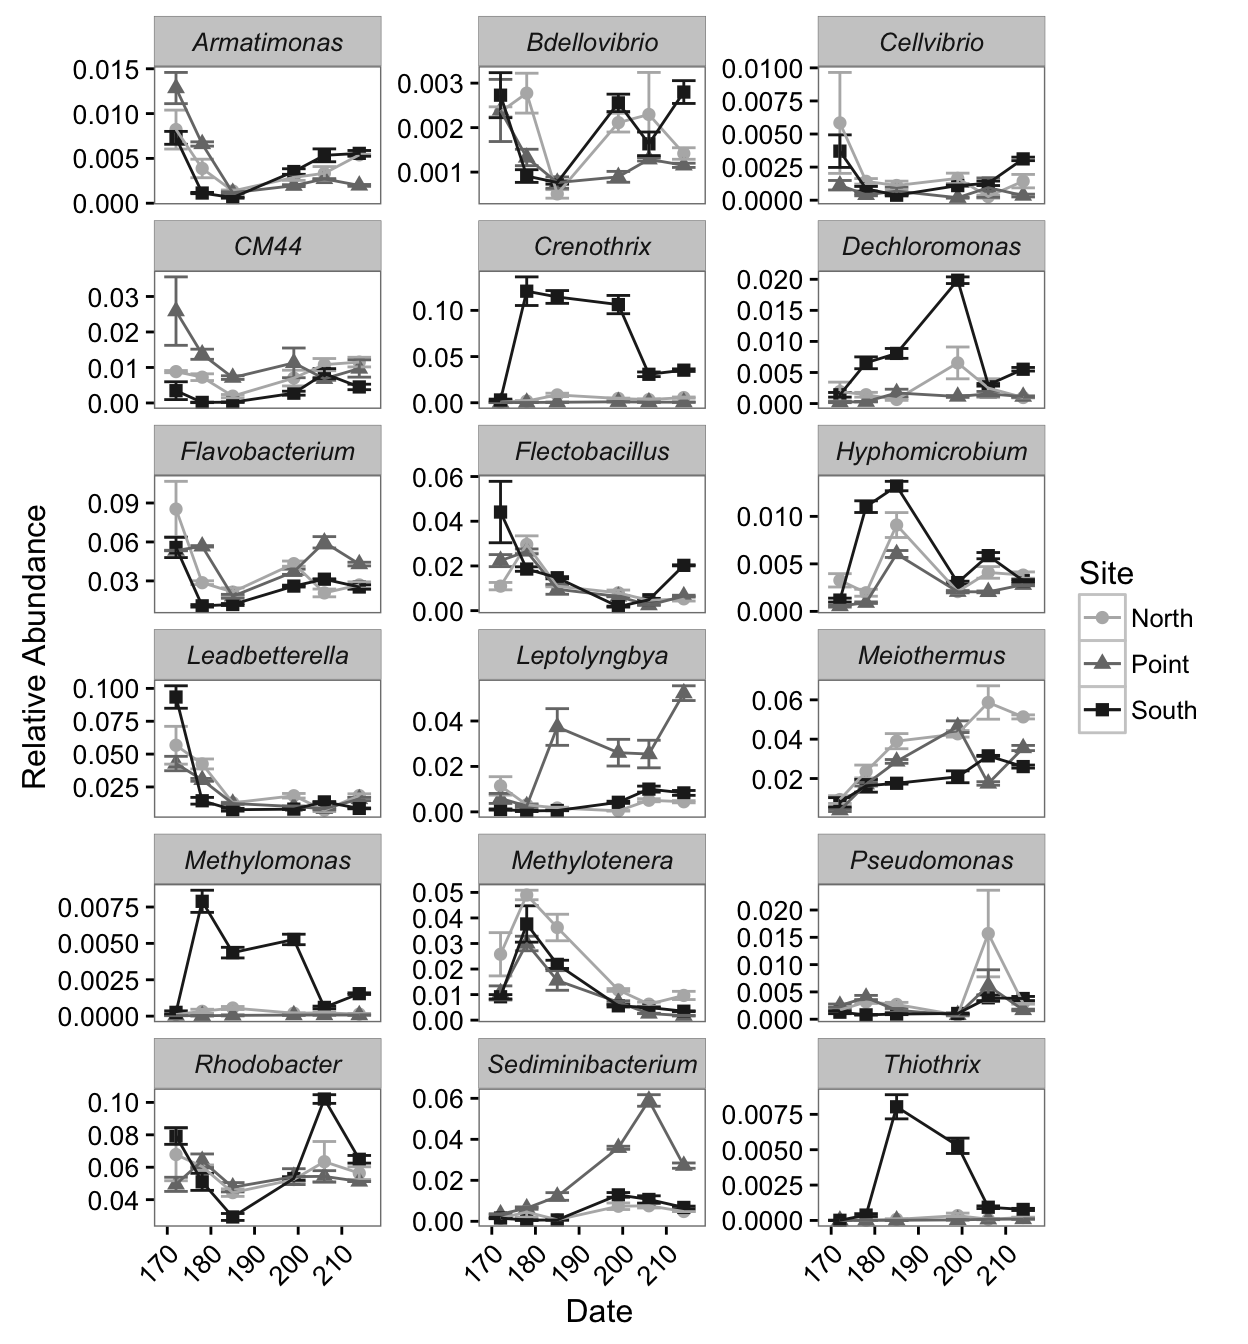 Armatimonas Bdellovibrio Cellvibrio
0.015 0.010 0.005 0.000
0.003 0.002 0.001
0.0100 0.0075 0.0050 0.0025 0.0000
CM44 Crenothrix Dechloromonas
0.03 0.02 0.01 0.00
0.10 0.05 0.00
0.020 0.015 0.010 0.005 0.000
Flavobacterium Flectobacillus Hyphomicrobium
0.09 0.06 0.03
0.06 0.04 0.02 0.00
0.010 0.005 0.000
Leadbetterella Leptolyngbya Meiothermus
0.100 0.075 0.050 0.025
0.04 0.02 0.00
0.06 0.04 0.02
Methylomonas Methylotenera Pseudomonas
0.0075 0.0050 0.0025 0.0000
0.05 0.04 0.03 0.02 0.01 0.00
0.020 0.015 0.010 0.005 0.000
Rhodobacter Sediminibacterium Thiothrix
0.10 0.08 0.06 0.04
0.06 0.04 0.02 0.00
0.0075 0.0050 0.0025 0.0000
170 180 190 200 210
170 180 190 200 210
170 180 190 200 210
Date
Relative Abundance
Site
North
Point
South